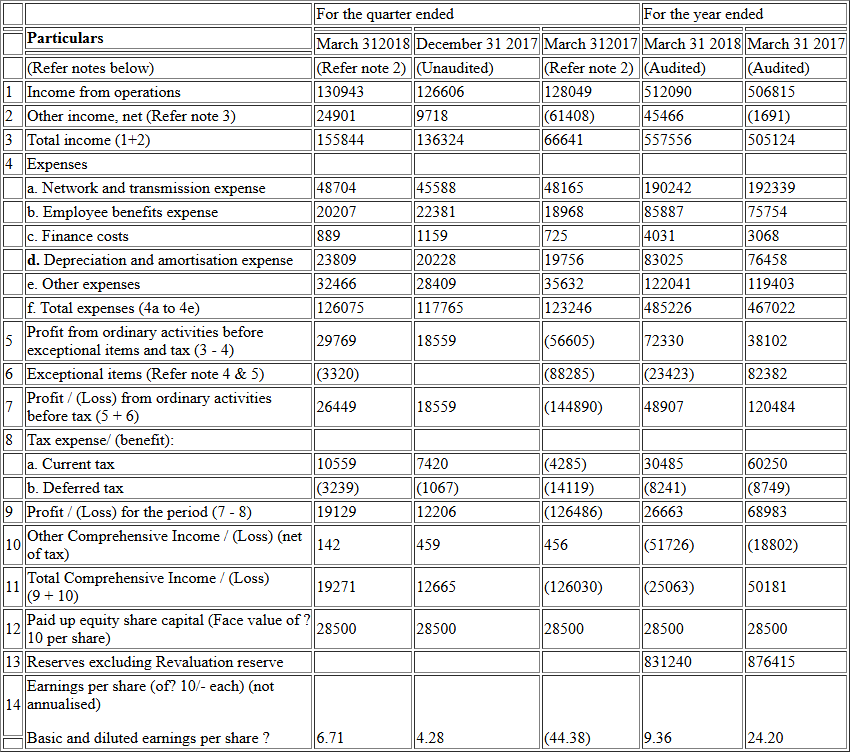 For the quarter ended For the year ended
Particulars March 312018 December 31 2017 March 312017 March 31 2018 March 31 2017
(Refer notes below) (Refer note 2) (Unaudited) (Refer note 2) (Audited) (Audited)
1 Income from operations 130943 126606 128049 512090 506815
2 Other income, net (Refer note 3) 24901 9718 (61408) 45466 (1691)
3 Total income (1+2) 155844 136324 66641 557556 505124
4 Expenses
a. Network and transmission expense 48704 45588 48165 190242 192339
b. Employee benefits expense 20207 22381 18968 85887 75754
c. Finance costs 889 1159 725 4031 3068
d. Depreciation and amortisation expense 23809 20228 19756 83025 76458
e. Other expenses 32466 28409 35632 122041 119403
f. Total expenses (4a to 4e) 126075 117765 123246 485226 467022
5 Profit from ordinary activities before
exceptional items and tax (3 - 4) 29769 18559 (56605) 72330 38102
6 Exceptional items (Refer note 4 & 5) (3320) (88285) (23423) 82382
7 Profit / (Loss) from ordinary activities
before tax (5 + 6) 26449 18559 (144890) 48907 120484
8 Tax expense/ (benefit):
a. Current tax 10559 7420 (4285) 30485 60250
b. Deferred tax (3239) (1067) (14119) (8241) (8749)
9 Profit / (Loss) for the period (7 - 8) 19129 12206 (126486) 26663 68983
10 Other Comprehensive Income / (Loss) (net
of tax) 142 459 456 (51726) (18802)
11 Total Comprehensive Income / (Loss)
(9 + 10) 19271 12665 (126030) (25063) 50181
12 Paid up equity share capital (Face value of ?
10 per share) 28500 28500 28500 28500 28500
13 Reserves excluding Revaluation reserve 831240 876415
14 Earnings per share (of? 10/- each) (not
annualised)
Basic and diluted earnings per share ? 6.71 4.28 (44.38) 9.36 24.20